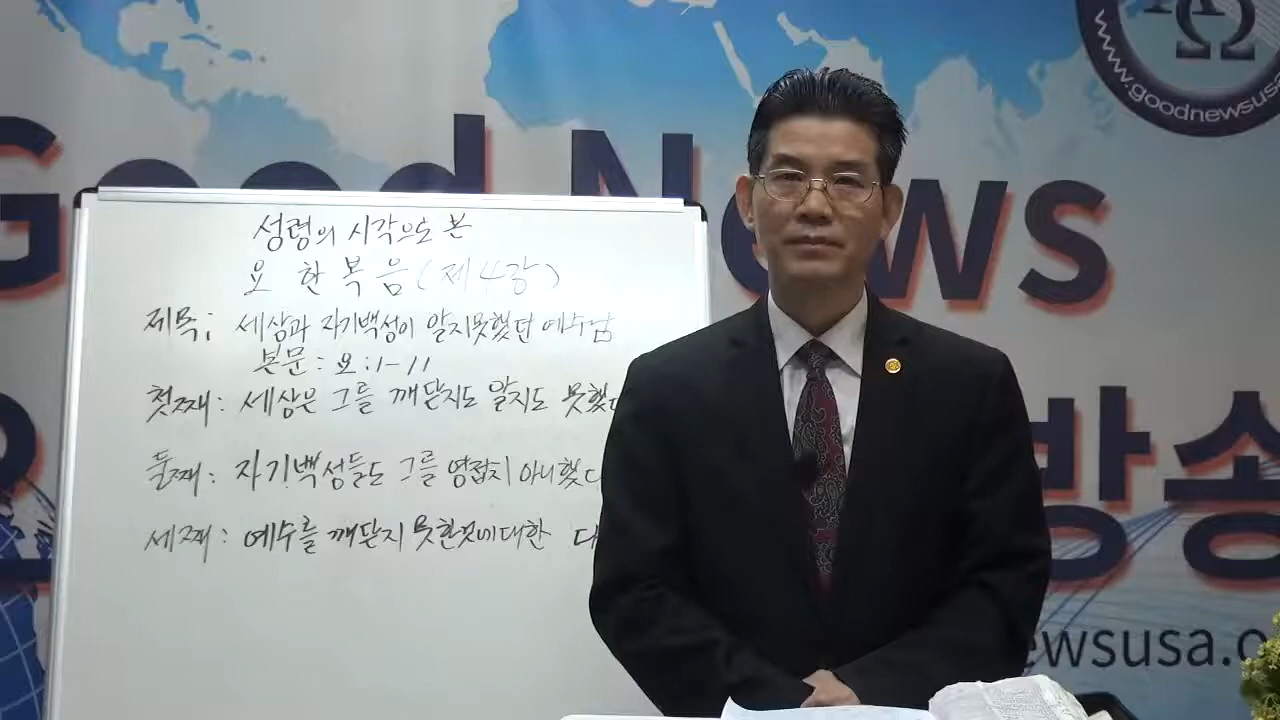 ΑΩ
www.goodnewsusa
Good News
방송
ewsusa.o
성령의 시각으로 본
요 한 복 음 (제 4강)
제목; 세상과 자기백성이 알지못했던 예수님
본문 : 요:1-11
첫째 : 세상은 그를 깨닫지도 알지도 못했
둘째 : 자기백성들도 그를 영접지 아니했다
세째 : 예수를 깨닫지 못한것에대한